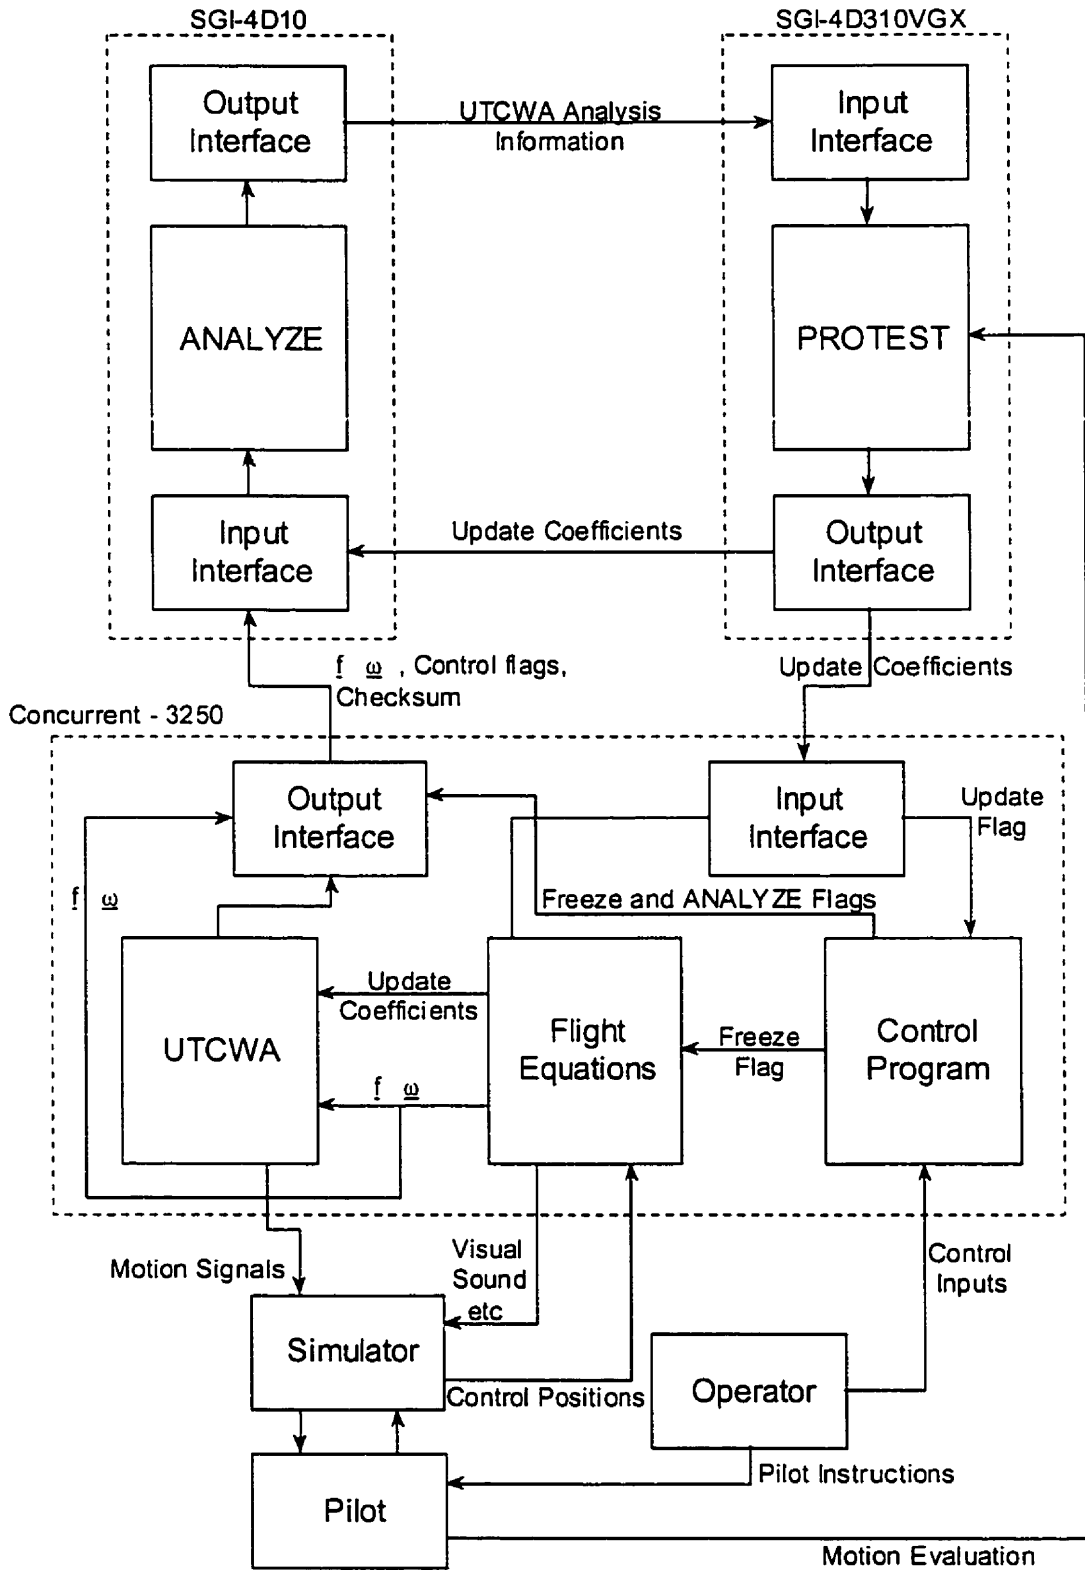 SGI-4D10
SGI-4D310VGX
Output
Interface
UTCWA Analysis
Information
Input
Interface
ANALYZE
PROTEST
Input
Interface
Update Coefficients
Output
Interface
f ω , Control flags,
Checksum
Update Coefficients
Concurrent - 3250
Output
Interface
Input
Interface
Update
Flag
f ω
Freeze and ANALYZE Flags
UTCWA
Update
Coefficients
Flight
Equations
Freeze
Flag
Control
Program
f ω
Motion Signals
Visual
Sound
etc
Control
Inputs
Simulator
Control Positions
Operator
Pilot Instructions
Pilot
Motion Evaluation